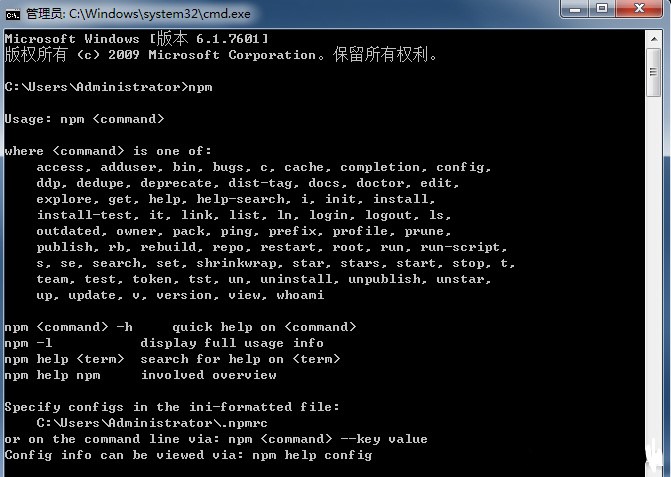 管理员: C:\Windows\system32\cmd.exe
Microsoft Windows [版本 6.1.7601]
版权所有 (c) 2009 Microsoft Corporation。保留所有权利。
C:\Users\Administrator>npm
Usage: npm <command>
where <command> is one of:
    access, adduser, bin, bugs, c, cache, completion, config,
    ddp, dedupe, deprecate, dist-tag, docs, doctor, edit,
    explore, get, help, help-search, i, init, install,
    install-test, it, link, list, ln, login, logout, ls,
    outdated, owner, pack, ping, prefix, profile, prune,
    publish, rb, rebuild, repo, restart, root, run, run-script,
    s, se, search, set, shrinkwrap, star, stars, start, stop, t,
    team, test, token, tst, un, uninstall, unpublish, unstar,
    up, update, v, version, view, whoami
npm <command> -h     quick help on <command>
npm -l           display full usage info
npm help <term>  search for help on <term>
npm help npm     involved overview
Specify configs in the ini-formatted file:
    C:\Users\Administrator\.npmrc
or on the command line via: npm <command> --key value
Config info can be viewed via: npm help config